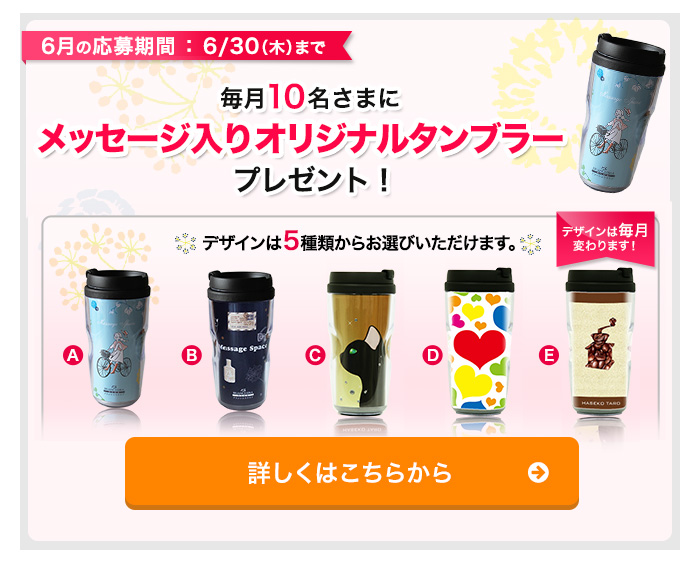 6月の応募期間 : 6/30(木)まで
毎月10名さまに
メッセージ入りオリジナルタンブラー
プレゼント!
デザインは5種類からお選びいただけます。
デザインは毎月
変わります!
A
B
C
D
E
Message Space
HASEKO TARO
詳しくはこちらから